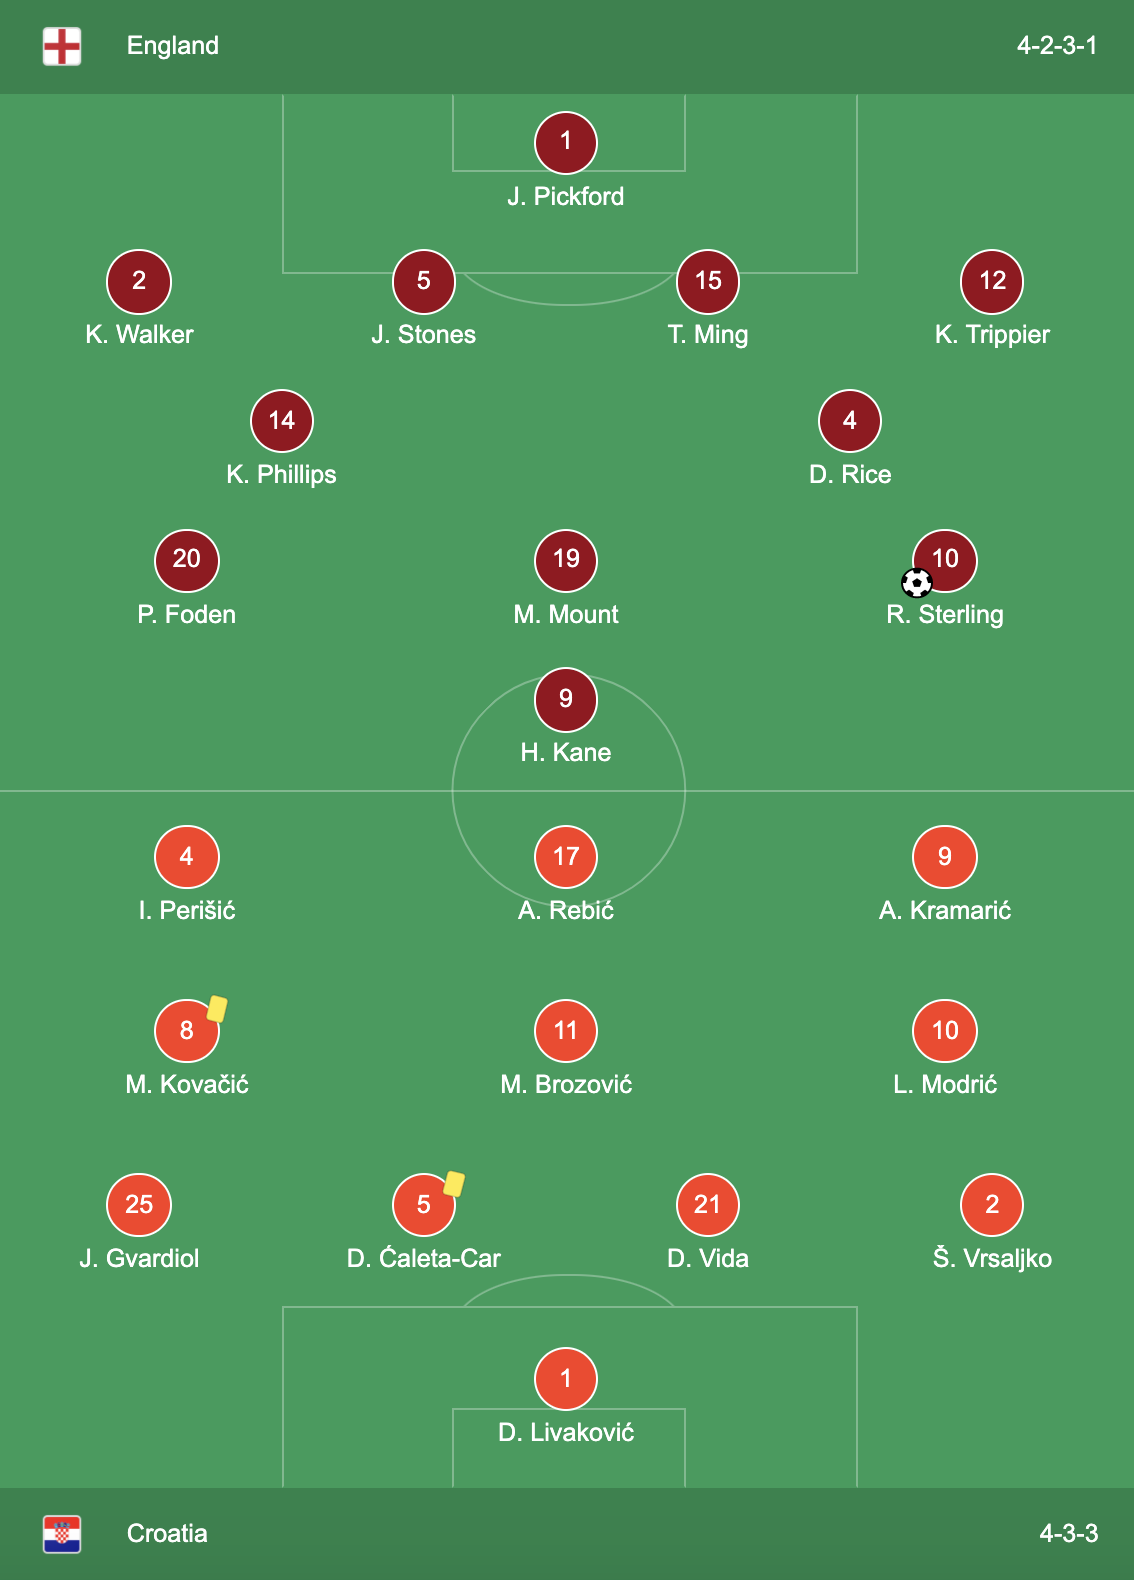 England 4-2-3-1
1
J. Pickford
2 5 15 12
K. Walker J. Stones T. Ming K. Trippier
14 4
K. Phillips D. Rice
20 19 10
P. Foden M. Mount R. Sterling
9
H. Kane
4 17 9
I. Perišić A. Rebić A. Kramarić
8 11 10
M. Kovačić M. Brozović L. Modrić
25 5 21 2
J. Gvardiol D. Ćaleta-Car D. Vida Š. Vrsaljko
1
D. Livaković
Croatia 4-3-3